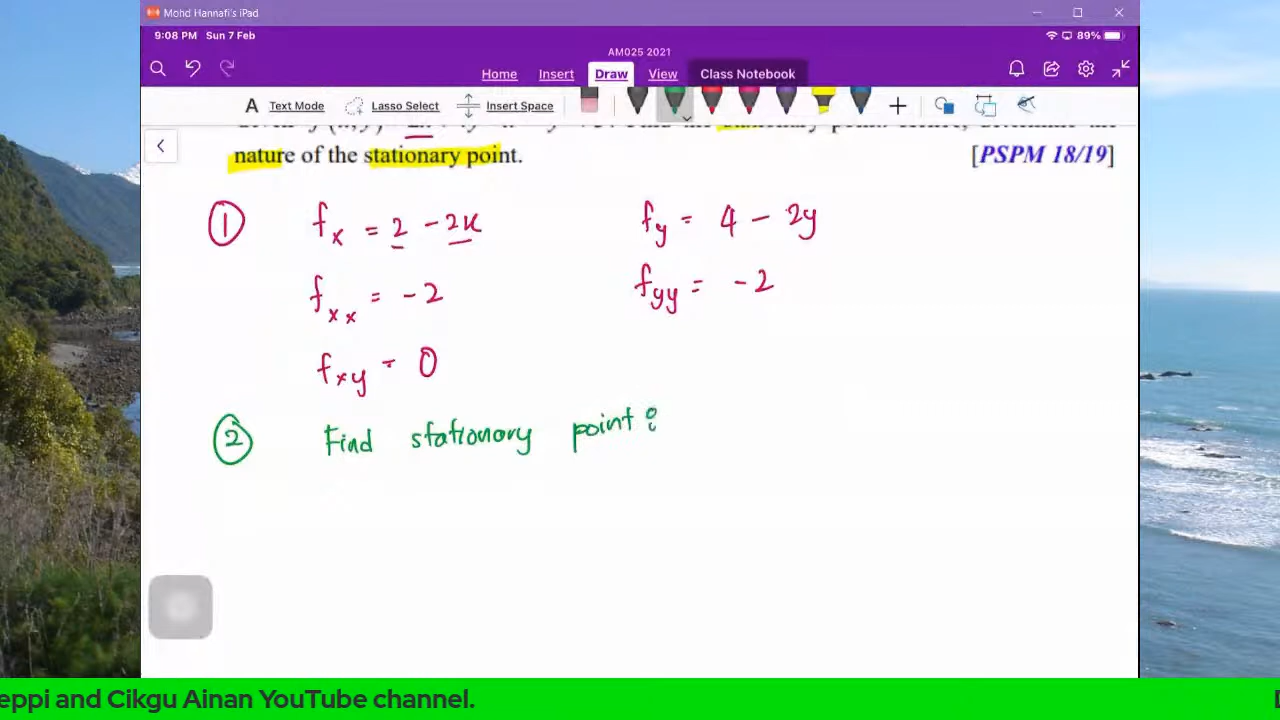 Mohd Hannafi's iPad
9:08 PM Sun 7 Feb
89%
AM025 2021
Home Insert Draw View Class Notebook
A Text Mode Lasso Select Insert Space
nature of the stationary point. [PSPM 18/19]
1 fx = 2 - 2x fy = 4 - 2y
fxx = -2 fyy = -2
fxy = 0
2 Find stationary point :
eppi and Cikgu Ainan YouTube channel.